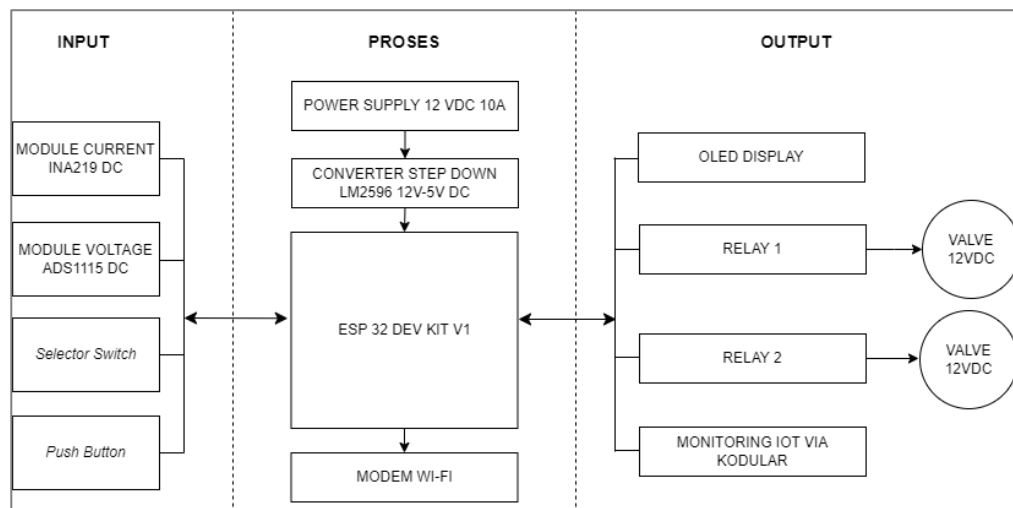 INPUT
MODULE CURRENT
INA219 DC
MODULE VOLTAGE
ADS1115 DC
Selector Switch
Push Button
PROSES
POWER SUPPLY 12 VDC 10A
CONVERTER STEP DOWN
LM2596 12V-5V DC
ESP 32 DEV KIT V1
MODEM WI-FI
OUTPUT
OLED DISPLAY
RELAY 1
VALVE
12VDC
RELAY 2
VALVE
12VDC
MONITORING IOT VIA
KODULAR